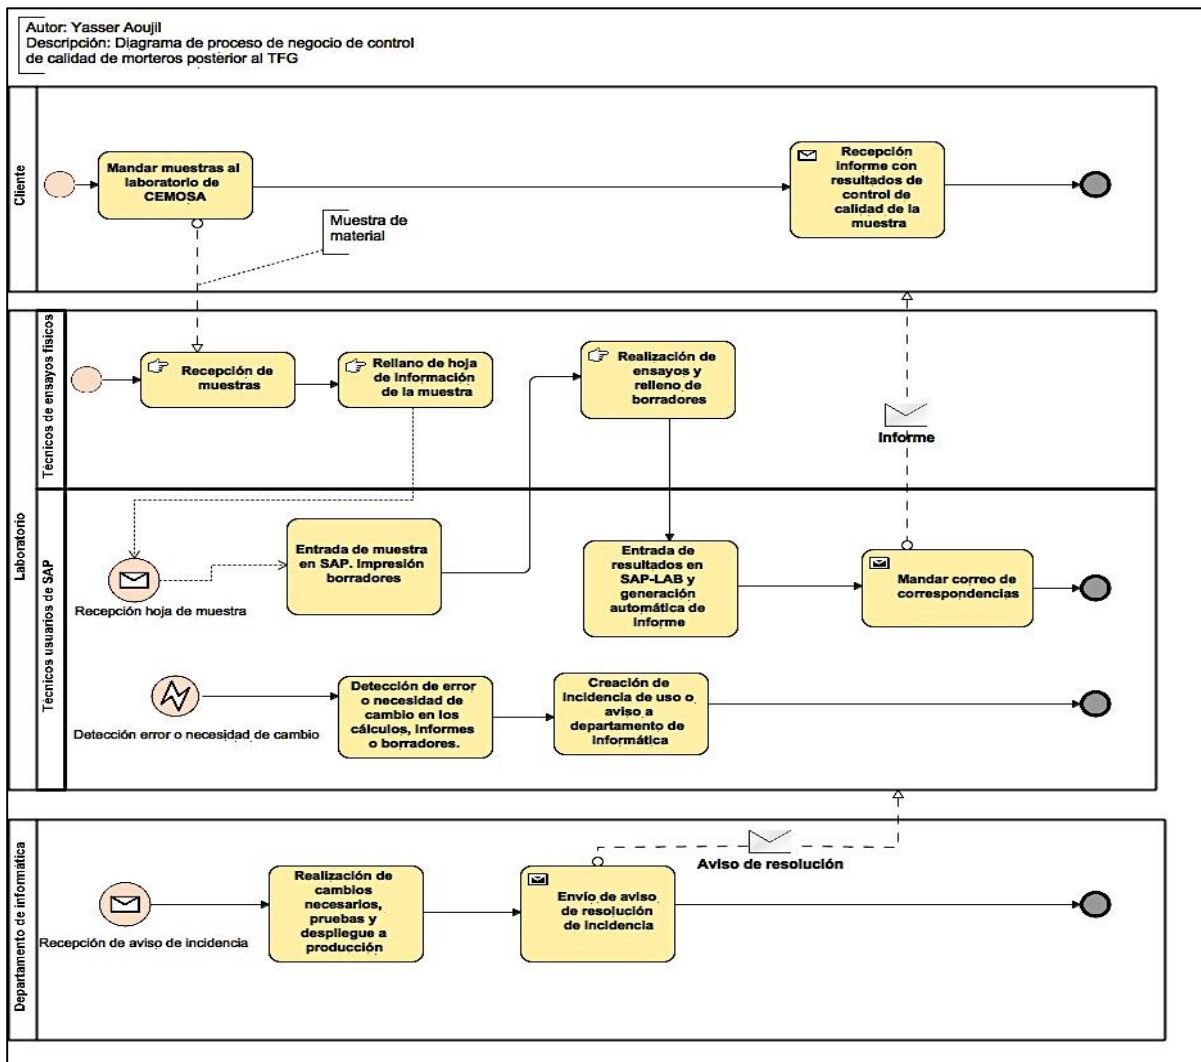 Autor: Yasser Aoujil
Descripción: Diagrama de proceso de negocio de control
de calidad de morteros posterior al TFG
Cliente
Mandar muestras al
laboratorio de
CEMOSA
Recepción
informe con
resultados de
control de
calidad de la
muestra
Muestra de
material
Laboratorio
Técnicos de ensayos físicos
Recepción de
muestras
Rellano de hoja
de información
de la muestra
Realización de
ensayos y
relleno de
borradores
Informe
Técnicos usuarios de SAP
Recepción hoja de muestra
Entrada de muestra
en SAP. Impresión
borradores
Entrada de
resultados en
SAP-LAB y
generación
automática de
informe
Mandar correo de
correspondencias
Detección error o necesidad de cambio
Detección de error
o necesidad de
cambio en los
cálculos, informes
o borradores.
Creación de
incidencia de uso o
aviso a
departamento de
informática
Departamento de informática
Recepción de aviso de incidencia
Realización de
cambios
necesarios,
pruebas y
despliegue a
producción
Envío de aviso
de resolución
de incidencia
Aviso de resolución